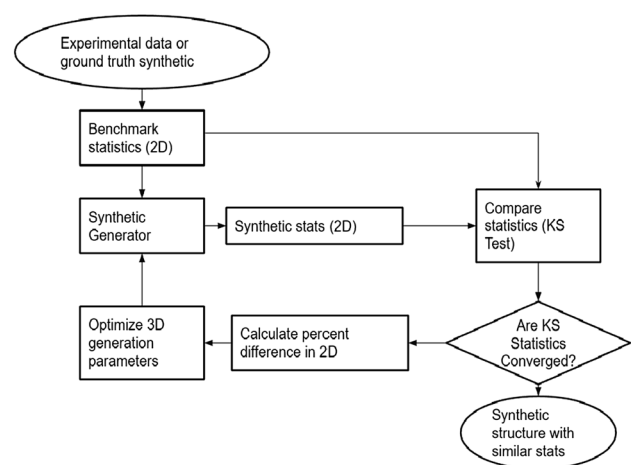 Experimental data or
ground truth synthetic
Benchmark
statistics (2D)
Synthetic
Generator
Synthetic stats (2D)
Compare
statistics (KS
Test)
Optimize 3D
generation
parameters
Calculate percent
difference in 2D
Are KS
Statistics
Converged?
Synthetic
structure with
similar stats